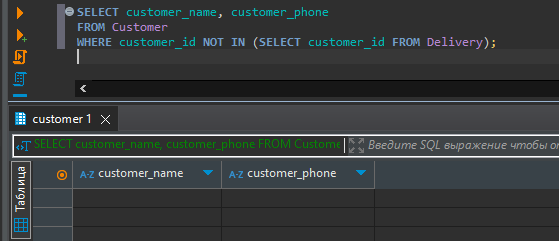 SELECT customer_name, customer_phone
FROM Customer
WHERE customer_id NOT IN (SELECT customer_id FROM Delivery);
customer 1
SELECT customer_name, customer_phone FROM Custome
Введите SQL выражение чтобы от
Таблица
A-Z customer_name
A-Z customer_phone